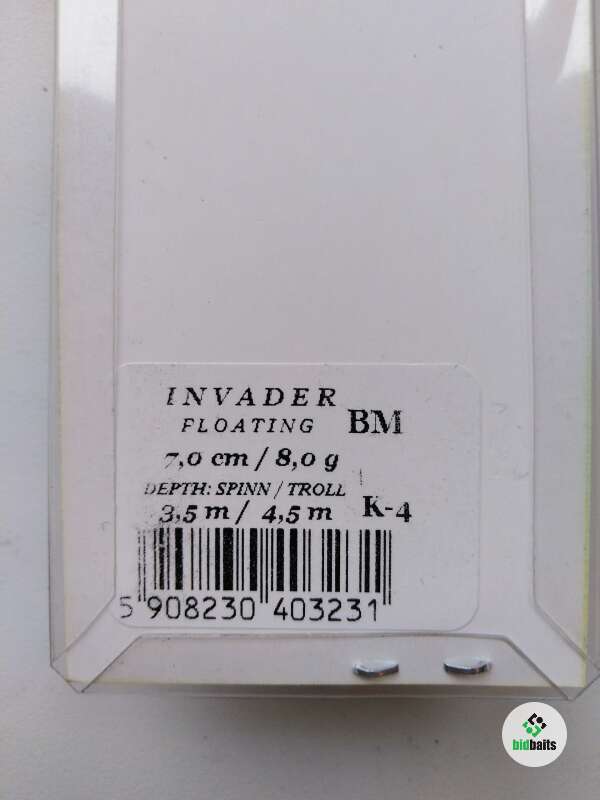 INVADER
FLOATING BM
7,0 cm / 8,0 g
DEPTH: SPINN / TROLL
3,5 m / 4,5 m K-4
5 908230 403231
bidbaits